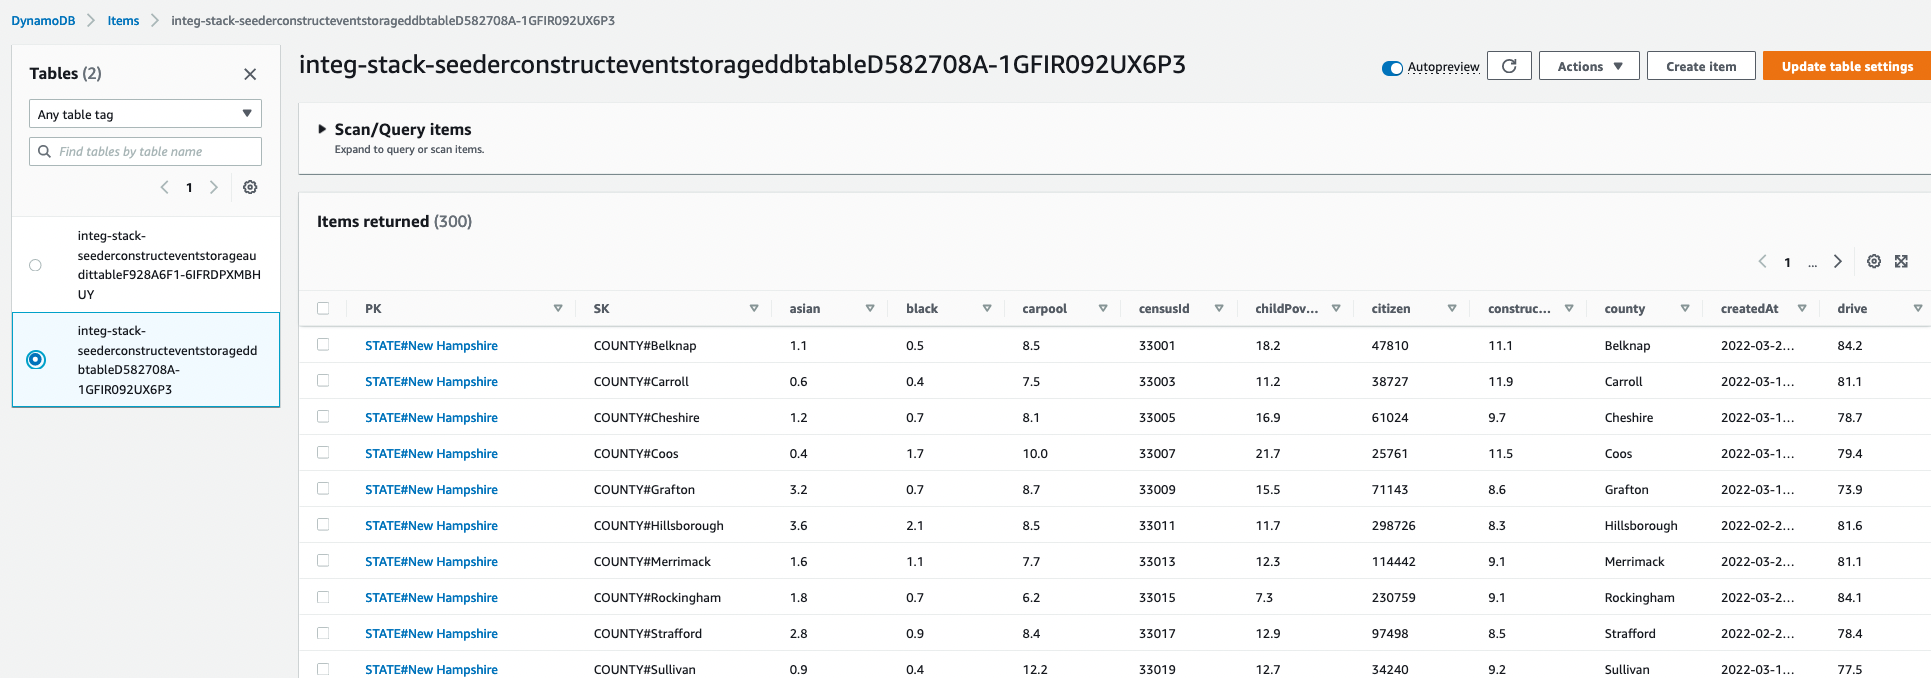 DynamoDB > Items > integ-stack-seederconstructeventstorageddbtableD582708A-1GFIR092UX6P3
Tables (2)
Any table tag
Find tables by table name
1
integ-stack-
seederconstructeventstorageau
dittableF928A6F1-6IFRDPXMBH
UY
integ-stack-
seederconstructeventstoragedd
btableD582708A-
1GFIR092UX6P3
integ-stack-seederconstructeventstorageddbtableD582708A-1GFIR092UX6P3
Autopreview Actions Create item Update table settings
Scan/Query items
Expand to query or scan items.
Items returned (300)
1 ...
PK SK asian black carpool censusId childPov... citizen construc... county createdAt drive
STATE#New Hampshire COUNTY#Belknap 1.1 0.5 8.5 33001 18.2 47810 11.1 Belknap 2022-03-2... 84.2
STATE#New Hampshire COUNTY#Carroll 0.6 0.4 7.5 33003 11.2 38727 11.9 Carroll 2022-03-1... 81.1
STATE#New Hampshire COUNTY#Cheshire 1.2 0.7 8.1 33005 16.9 61024 9.7 Cheshire 2022-03-1... 78.7
STATE#New Hampshire COUNTY#Coos 0.4 1.7 10.0 33007 21.7 25761 11.5 Coos 2022-03-1... 79.4
STATE#New Hampshire COUNTY#Grafton 3.2 0.7 8.7 33009 15.5 71143 8.6 Grafton 2022-03-1... 73.9
STATE#New Hampshire COUNTY#Hillsborough 3.6 2.1 8.5 33011 11.7 298726 8.3 Hillsborough 2022-02-2... 81.6
STATE#New Hampshire COUNTY#Merrimack 1.6 1.1 7.7 33013 12.3 114442 9.1 Merrimack 2022-03-2... 81.1
STATE#New Hampshire COUNTY#Rockingham 1.8 0.7 6.2 33015 7.3 230759 9.1 Rockingham 2022-03-2... 84.1
STATE#New Hampshire COUNTY#Strafford 2.8 0.9 8.4 33017 12.9 97498 8.5 Strafford 2022-02-2... 78.4
STATE#New Hampshire COUNTY#Sullivan 0.9 0.4 12.2 33019 12.7 34240 9.2 Sullivan 2022-03-1... 77.5